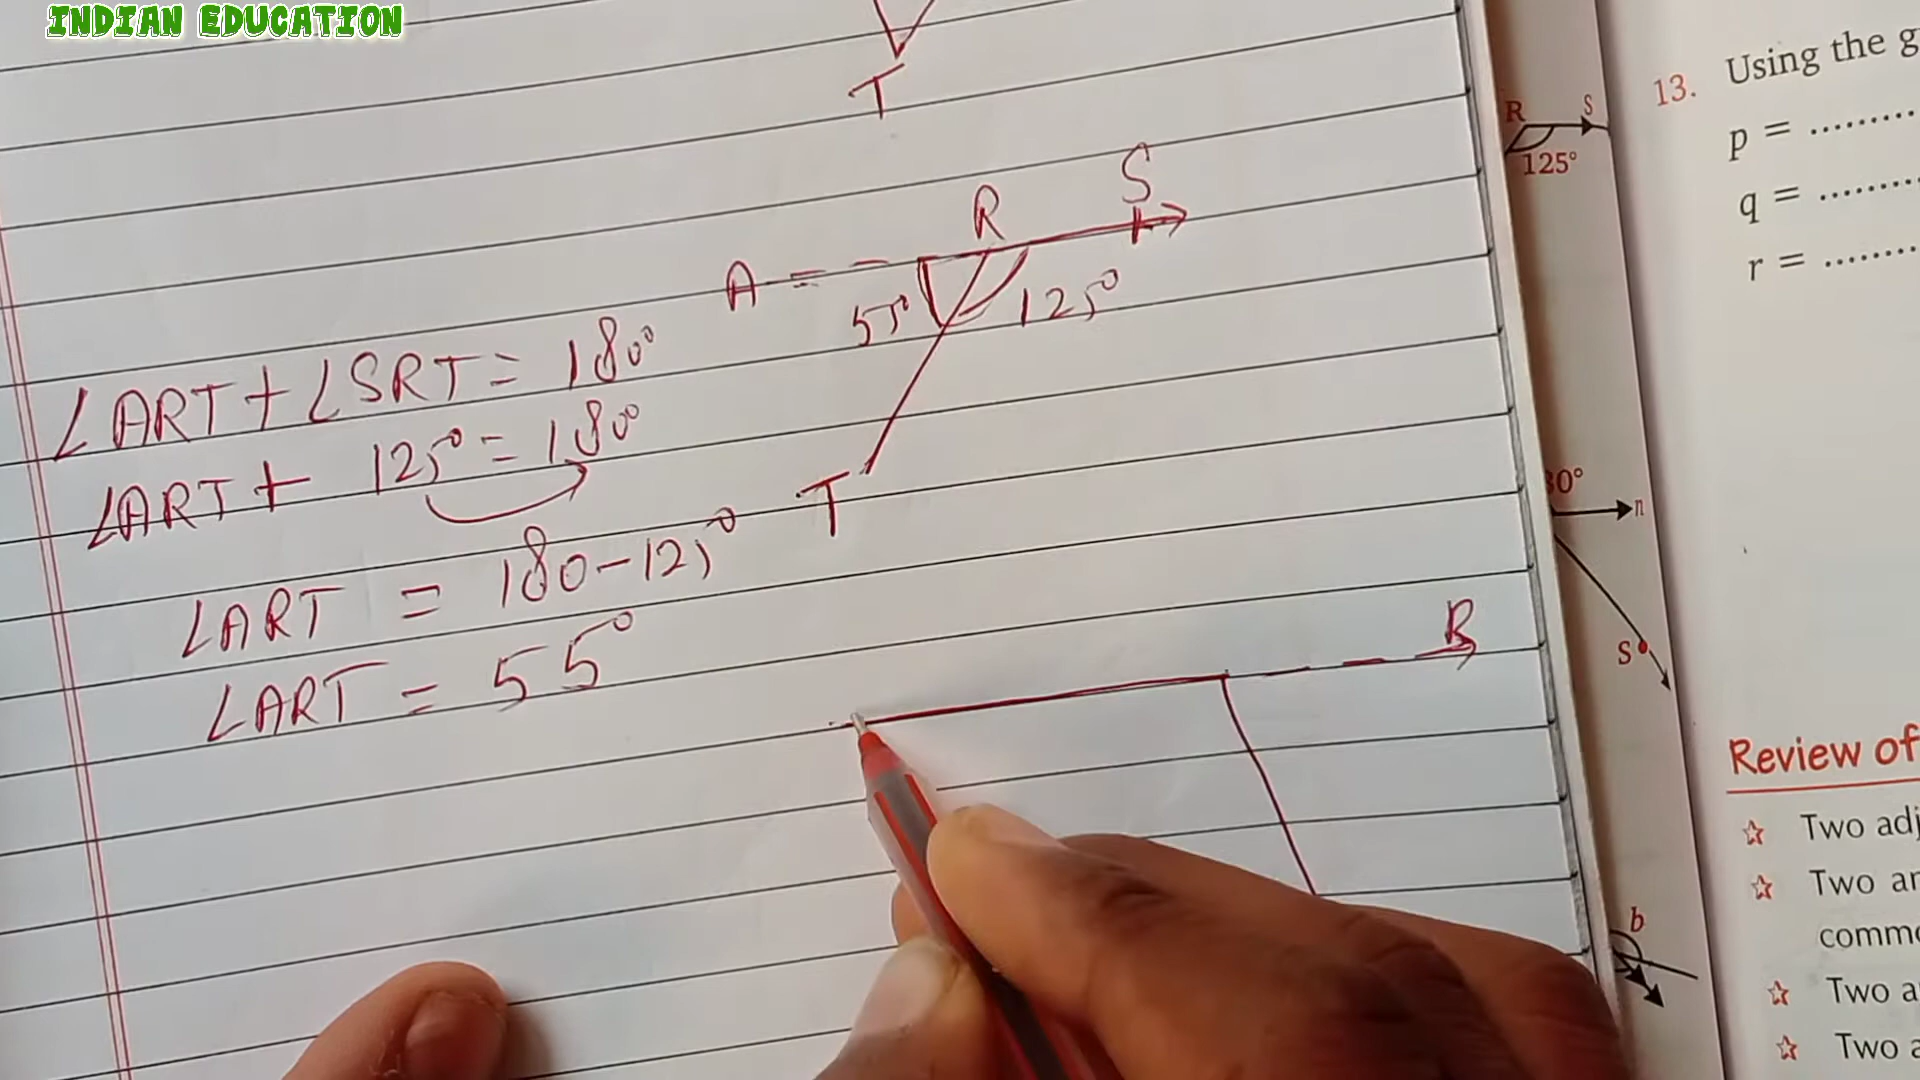 INDIAN EDUCATION
T
A R S
55° 125°
T
∠ART + ∠SRT = 180°
∠ART + 125° = 180°
∠ART = 180 - 125°
∠ART = 55°
B
R S
125°
30°
n
S
b
13. Using the g
p = ..........
q = ..........
r = ..........
Review of
☆ Two adj
☆ Two an
commo
☆ Two a
☆ Two a